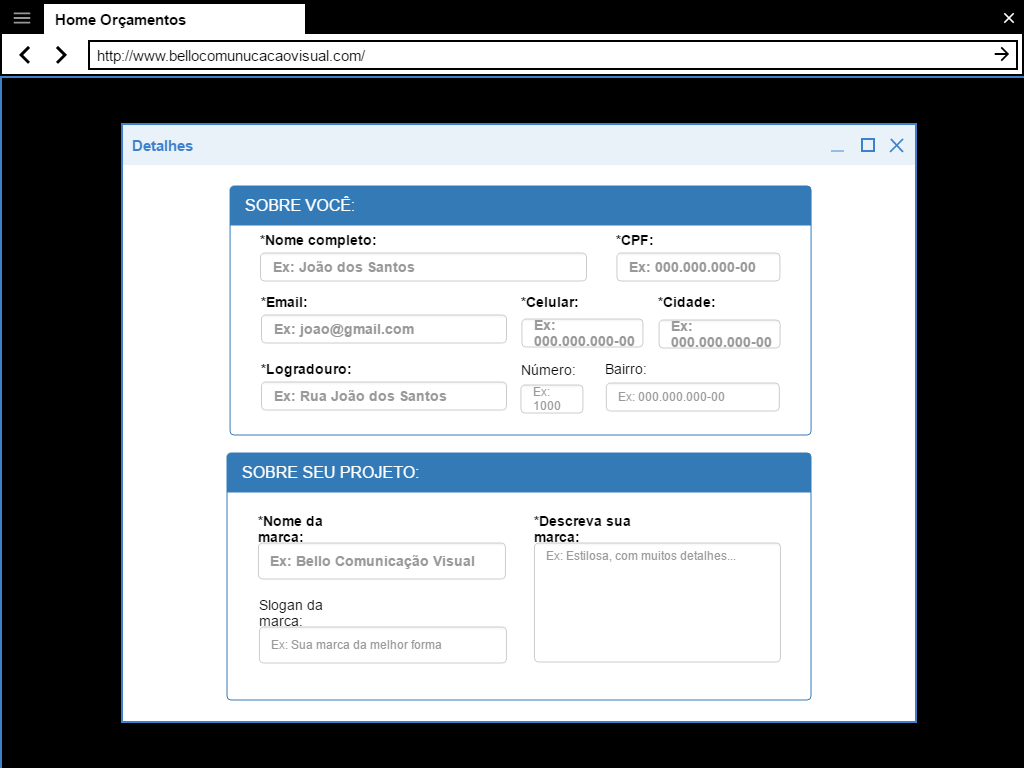 Home Orçamentos
http://www.bellocomunucacaovisual.com/
Detalhes
SOBRE VOCÊ:
*Nome completo:
*CPF:
Ex: João dos Santos
Ex: 000.000.000-00
*Email:
*Celular:
*Cidade:
Ex: joao@gmail.com
Ex:
000.000.000-00
Ex:
000.000.000-00
*Logradouro:
Número:
Bairro:
Ex: Rua João dos Santos
Ex:
1000
Ex: 000.000.000-00
SOBRE SEU PROJETO:
*Nome da
marca:
Ex: Bello Comunicação Visual
*Descreva sua
marca:
Ex: Estilosa, com muitos detalhes...
Slogan da
marca:
Ex: Sua marca da melhor forma